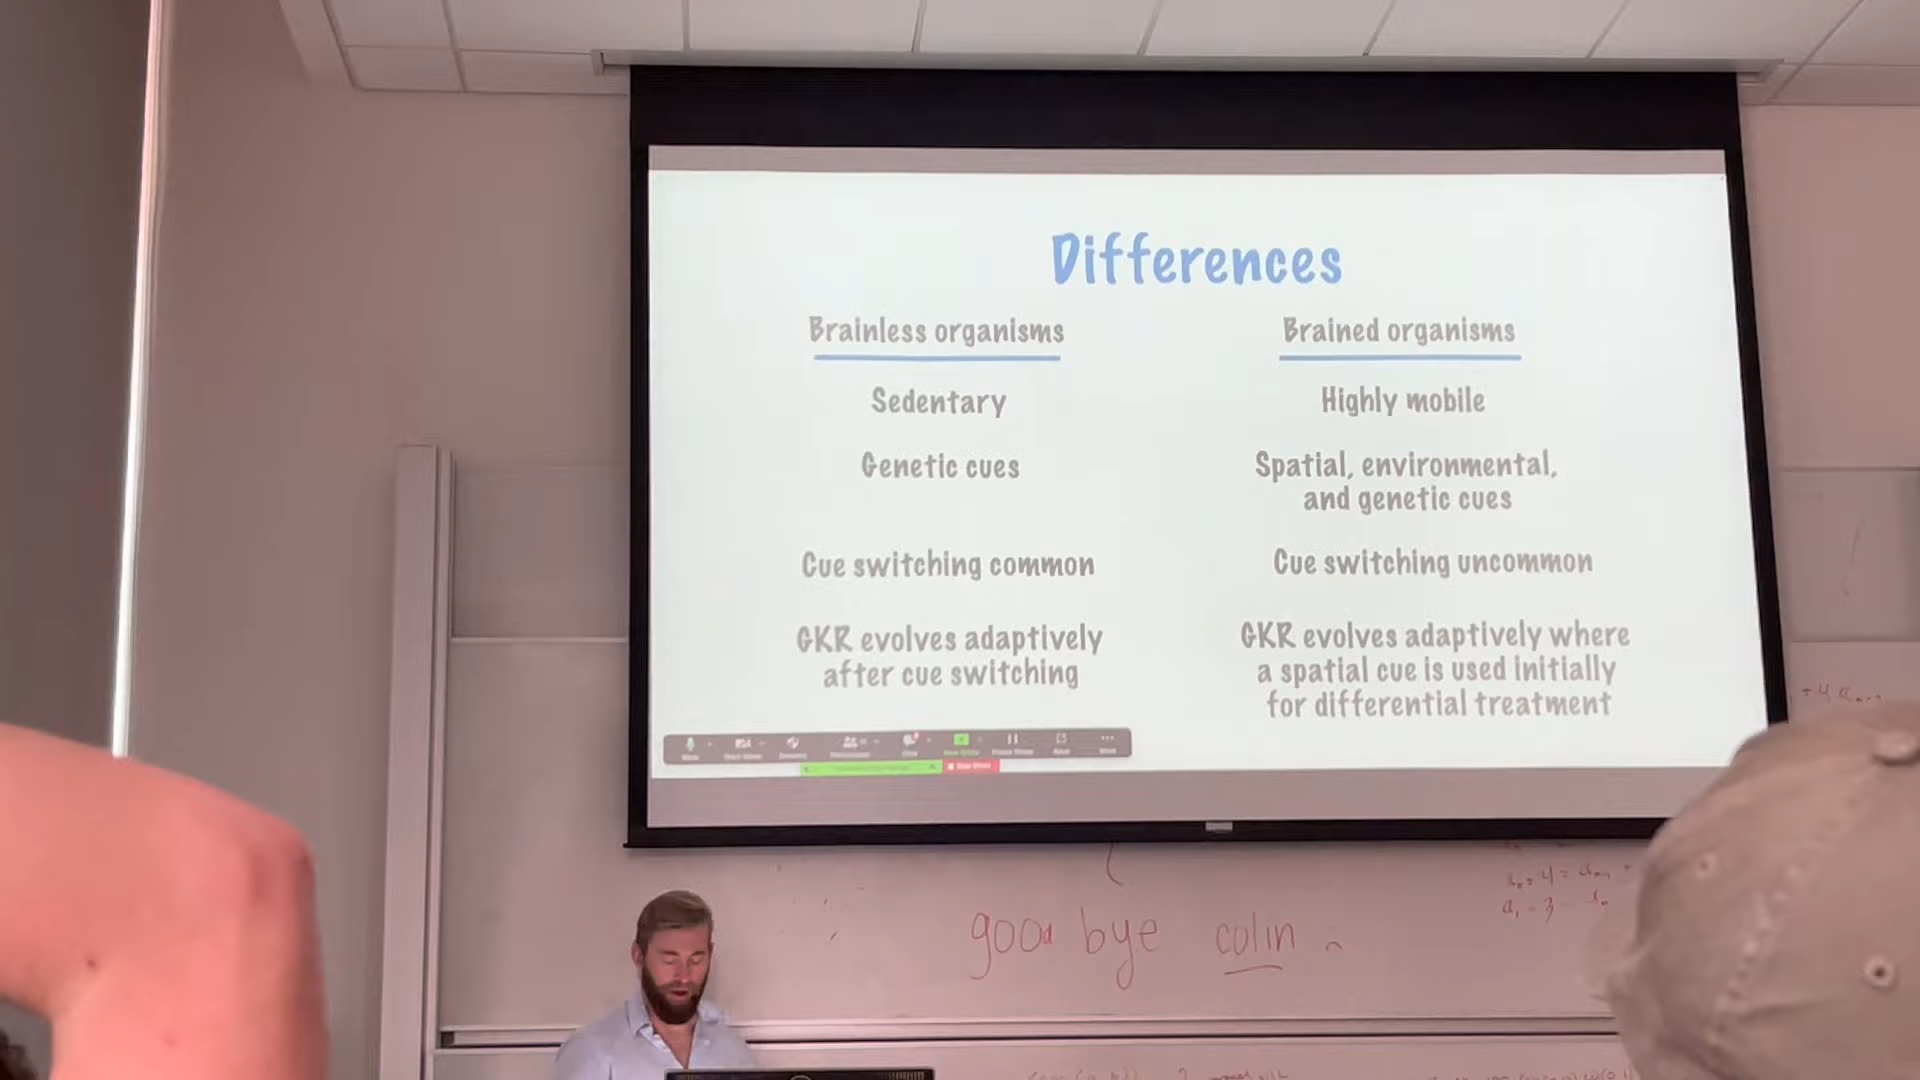 Differences
Brainless organisms
Brained organisms
Sedentary
Highly mobile
Genetic cues
Spatial, environmental,
and genetic cues
Cue switching common
Cue switching uncommon
GKR evolves adaptively
after cue switching
GKR evolves adaptively where
a spatial cue is used initially
for differential treatment
good bye colin